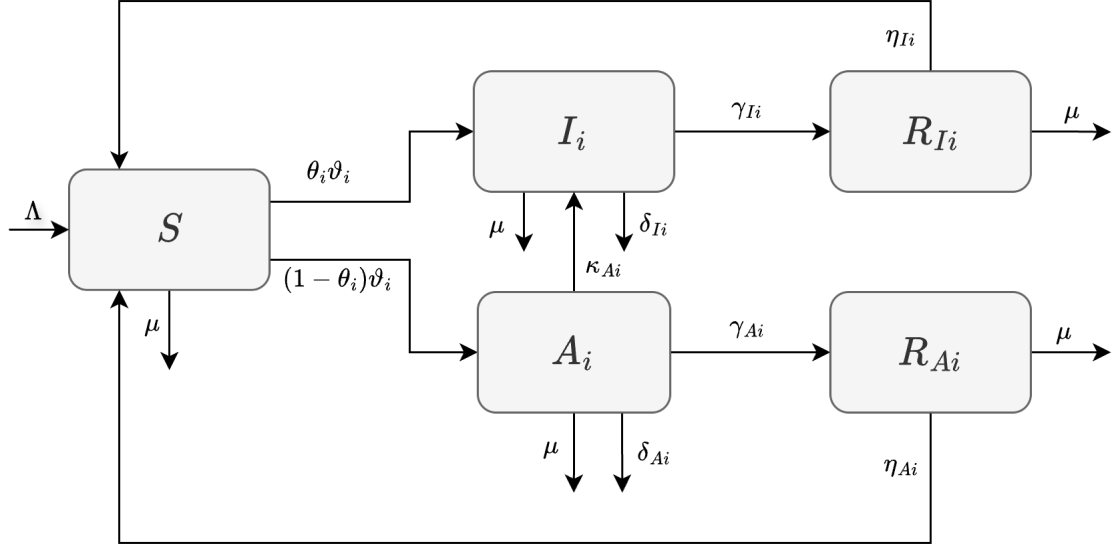 η_{Ii}
I_i
γ_{Ii}
R_{Ii}
μ
θ_iϑ_i
Λ
S
μ
δ_{Ii}
κ_{Ai}
(1 − θ_i)ϑ_i
μ
A_i
γ_{Ai}
R_{Ai}
μ
μ
δ_{Ai}
η_{Ai}